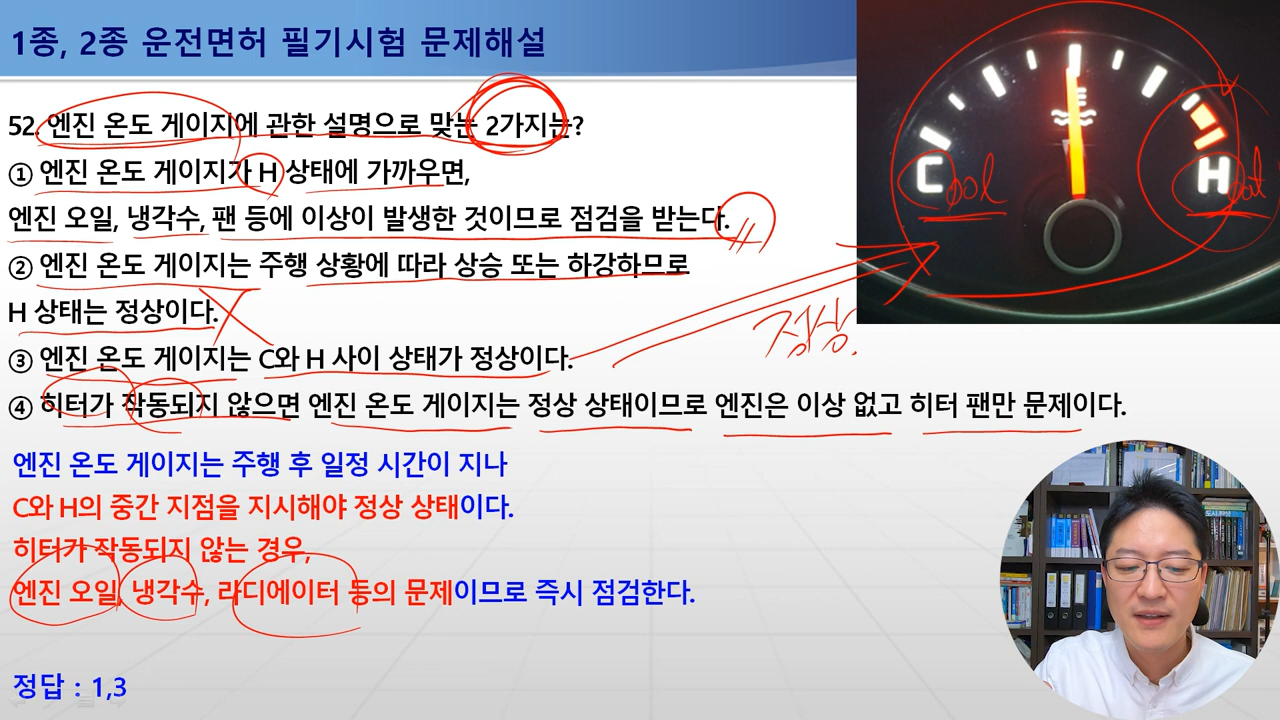 1종, 2종 운전면허 필기시험 문제해설
52. 엔진 온도 게이지에 관한 설명으로 맞는 2가지는?
① 엔진 온도 게이지가 H 상태에 가까우면,
엔진 오일, 냉각수, 팬 등에 이상이 발생한 것이므로 점검을 받는다.
② 엔진 온도 게이지는 주행 상황에 따라 상승 또는 하강하므로
H 상태는 정상이다.
③ 엔진 온도 게이지는 C와 H 사이 상태가 정상이다.
④ 히터가 작동되지 않으면 엔진 온도 게이지는 정상 상태이므로 엔진은 이상 없고 히터 팬만 문제이다.
엔진 온도 게이지는 주행 후 일정 시간이 지나
C와 H의 중간 지점을 지시해야 정상 상태이다.
히터가 작동되지 않는 경우,
엔진 오일, 냉각수, 라디에이터 등의 문제이므로 즉시 점검한다.
정답 : 1,3
C ool
H oat
정상.